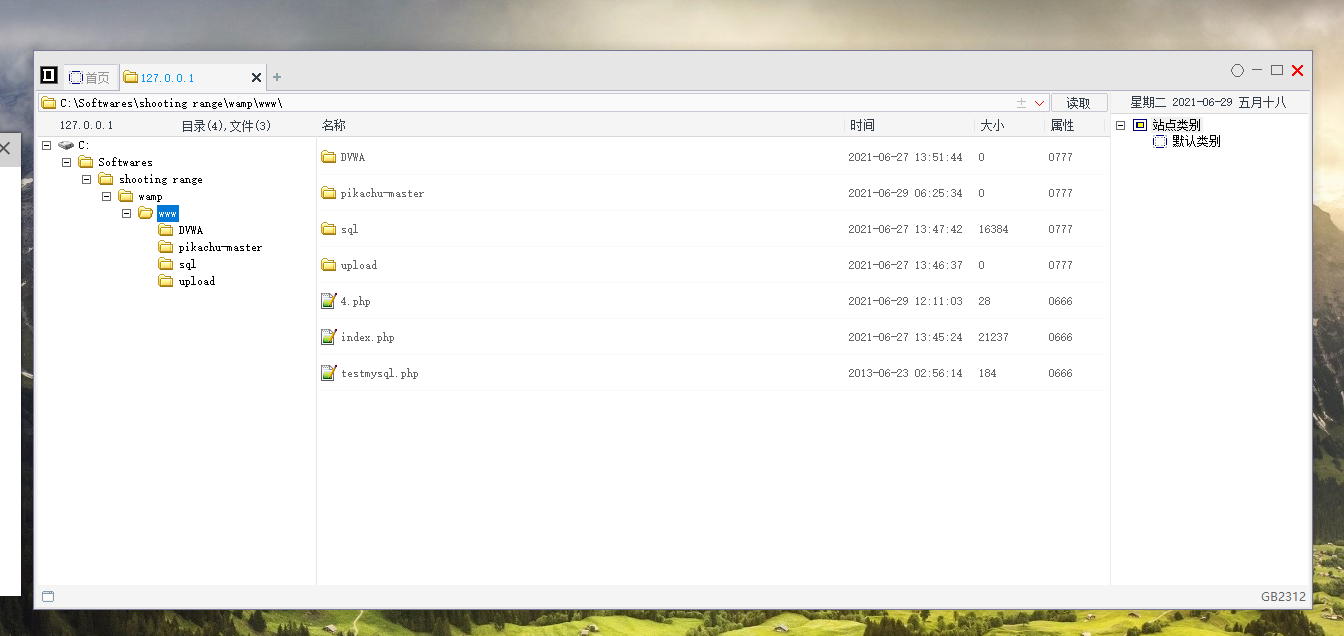 首页 127.0.0.1
C:\Softwares\shooting range\wamp\www\ 读取 星期二 2021-06-29 五月十八
127.0.0.1 目录(4),文件(3) 名称 时间 大小 属性
C:
Softwares
shooting range
wamp
www
DVWA
pikachu-master
sql
upload
DVWA 2021-06-27 13:51:44 0 0777
pikachu-master 2021-06-29 06:25:34 0 0777
sql 2021-06-27 13:47:42 16384 0777
upload 2021-06-27 13:46:37 0 0777
4.php 2021-06-29 12:11:03 28 0666
index.php 2021-06-27 13:45:24 21237 0666
testmysql.php 2013-06-23 02:56:14 184 0666
站点类别
默认类别
GB2312